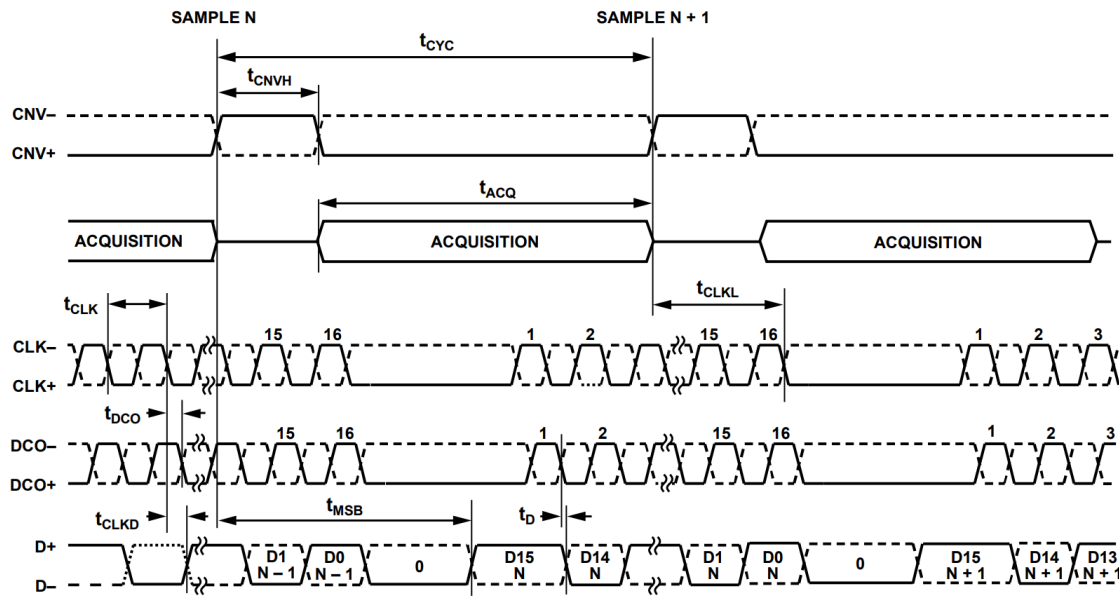 SAMPLE N SAMPLE N + 1
tCYC
tCNVH
CNV–
CNV+
tACQ
ACQUISITION ACQUISITION ACQUISITION
tCLK tCLKL
15 16 1 2 15 16 1 2 3
CLK–
CLK+
tDCO
15 16 1 2 15 16 1 2 3
DCO–
DCO+
tCLKD tMSB tD
D+
D1 D0 0 D15 D14 D1 D0 0 D15 D14 D13
N – 1 N – 1 N N N N N + 1 N + 1 N + 1
D–